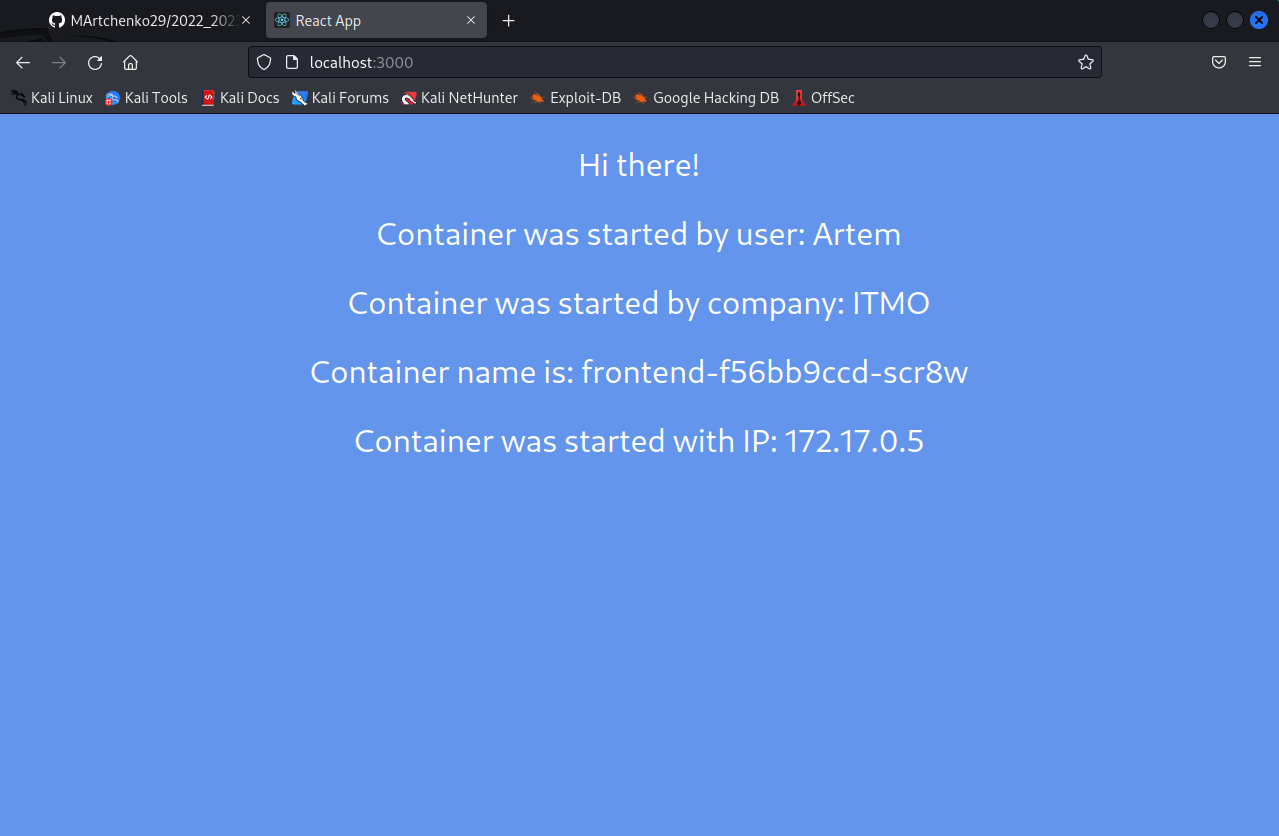 MArtchenko29/2022_202
React App
localhost:3000
Kali Linux Kali Tools Kali Docs Kali Forums Kali NetHunter Exploit-DB Google Hacking DB OffSec
Hi there!
Container was started by user: Artem
Container was started by company: ITMO
Container name is: frontend-f56bb9ccd-scr8w
Container was started with IP: 172.17.0.5